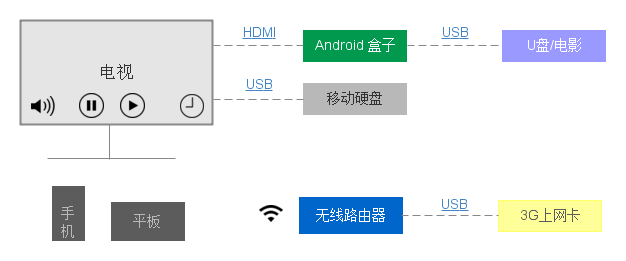 HDMI
Android 盒子
USB
U盘/电影
电视
USB
移动硬盘
手
机
平板
无线路由器
USB
3G上网卡